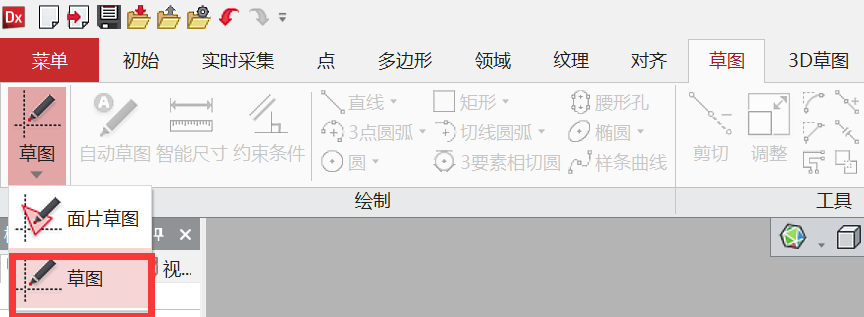 Dx
菜单 初始 实时采集 点 多边形 领域 纹理 对齐 草图 3D草图
直线 矩形 腰形孔
草图 自动草图 智能尺寸 约束条件 3点圆弧 切线圆弧 椭圆 剪切 调整
圆 3要素相切圆 样条曲线
绘制 工具
面片草图
草图 视...